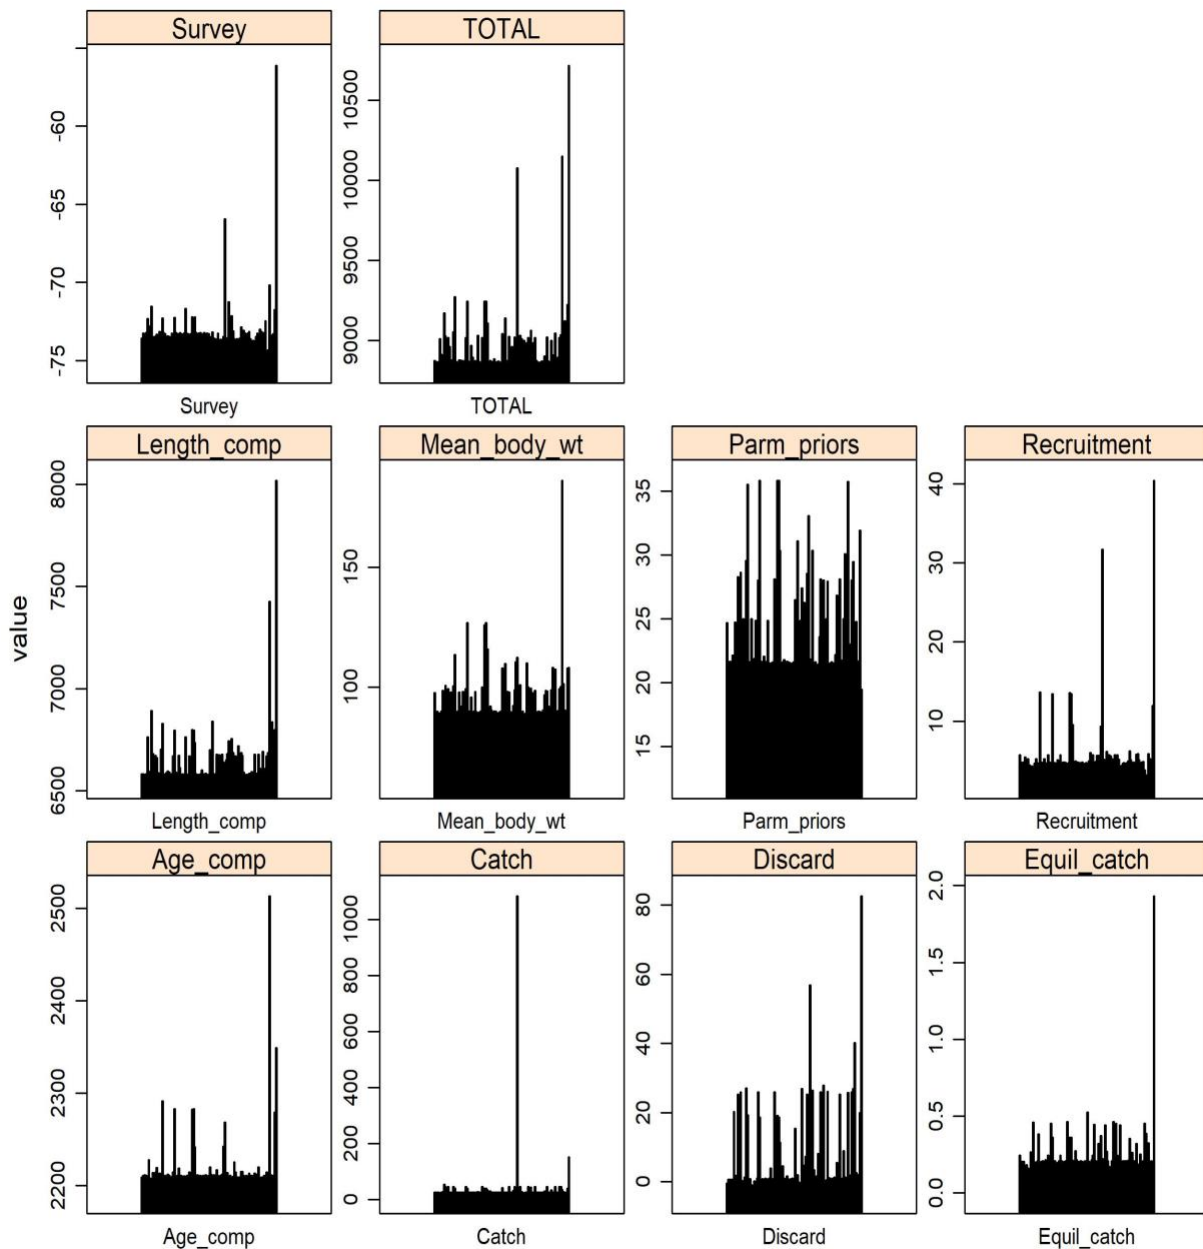 Survey
TOTAL
-60
-65
-70
-75
10500
10000
9500
9000
Survey
TOTAL
Length_comp
Mean_body_wt
Parm_priors
Recruitment
value
8000
7500
7000
6500
150
100
35
30
25
20
15
40
30
20
10
Length_comp
Mean_body_wt
Parm_priors
Recruitment
Age_comp
Catch
Discard
Equil_catch
2500
2400
2300
2200
1000
800
600
400
200
0
80
60
40
20
0
2.0
1.5
1.0
0.5
0.0
Age_comp
Catch
Discard
Equil_catch